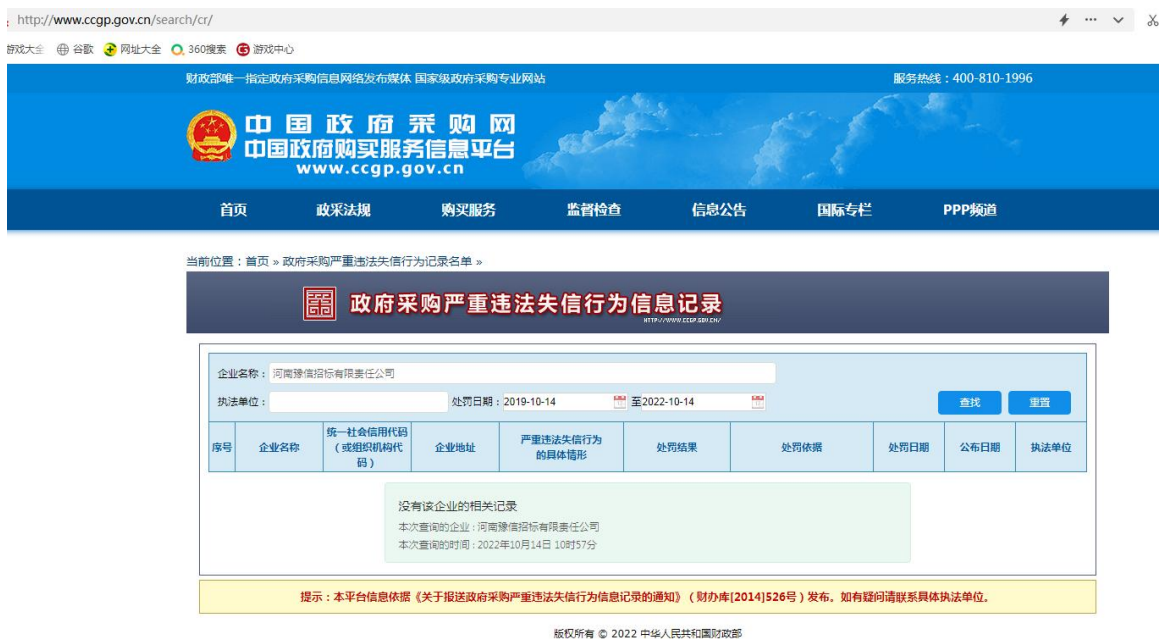 http://www.ccgp.gov.cn/search/cr/
游戏大全 谷歌 网址大全 360搜索 游戏中心
财政部唯一指定政府采购信息网络发布媒体 国家级政府采购专业网站 服务热线：400-810-1996
中国政府采购网
中国政府购买服务信息平台
www.ccgp.gov.cn
首页 政采法规 购买服务 监督检查 信息公告 国际专栏 PPP频道
当前位置：首页 » 政府采购严重违法失信行为记录名单 »
政府采购严重违法失信行为信息记录
HTTP://WWW.CCGP.GOV.CN/
企业名称：河南豫信招标有限责任公司
执法单位： 处罚日期：2019-10-14 至2022-10-14 查找 重置
序号 企业名称 统一社会信用代码（或组织机构代码） 企业地址 严重违法失信行为的具体情形 处罚结果 处罚依据 处罚日期 公布日期 执法单位
没有该企业的相关记录
本次查询的企业：河南豫信招标有限责任公司
本次查询的时间：2022年10月14日 10时57分
提示：本平台信息依据《关于报送政府采购严重违法失信行为信息记录的通知》（财办库[2014]526号）发布。如有疑问请联系具体执法单位。
版权所有 © 2022 中华人民共和国财政部